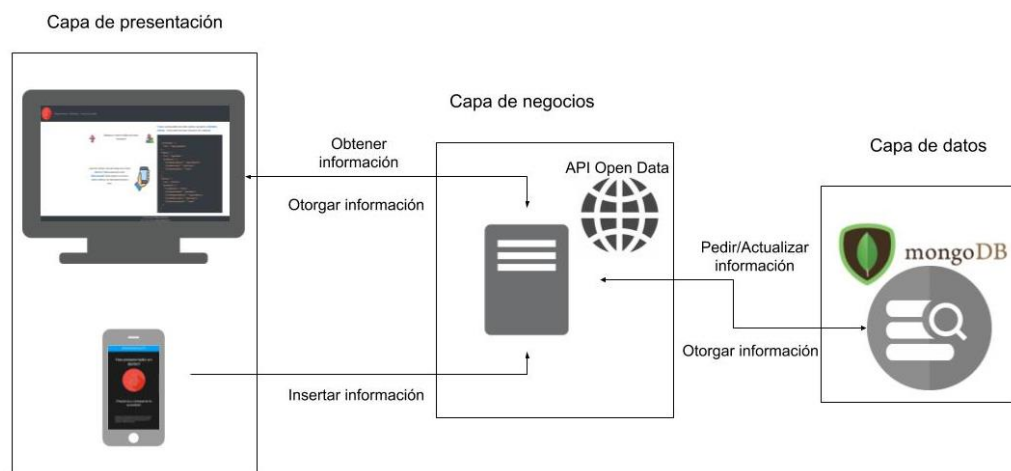 Capa de presentación
Capa de negocios
Capa de datos
Obtener
información
Otorgar información
API Open Data
Pedir/Actualizar
información
mongoDB
Otorgar información
Insertar información